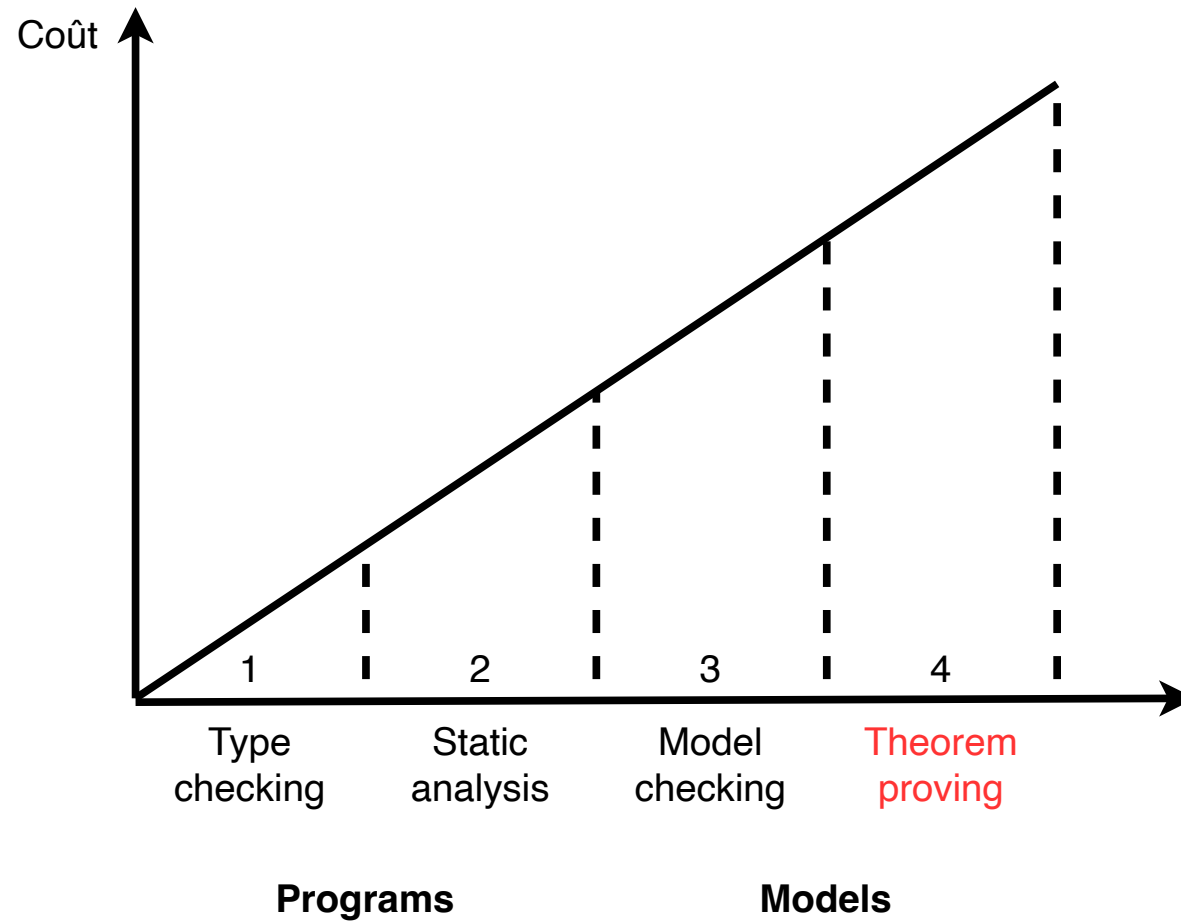 Coût
1
2
3
4
Type
checking
Static
analysis
Model
checking
Theorem
proving
Programs
Models